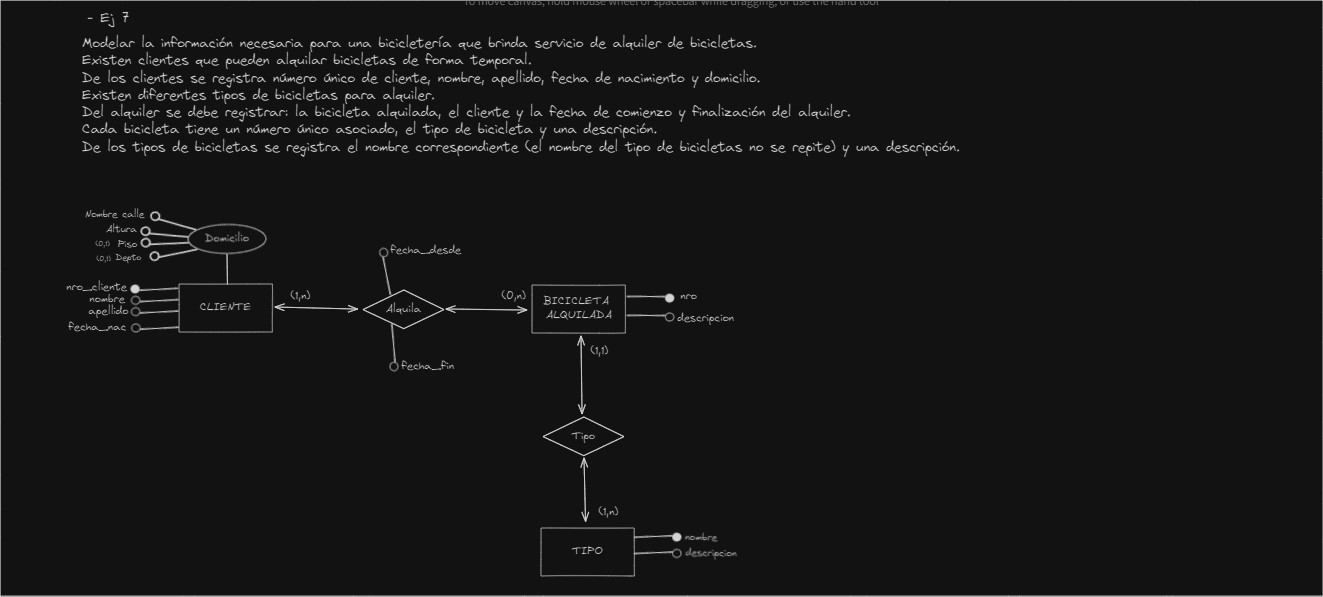 To move canvas, hold mouse wheel or spacebar while dragging, or use the hand tool
- Ej 7
Modelar la información necesaria para una bicicletería que brinda servicio de alquiler de bicicletas.
Existen clientes que pueden alquilar bicicletas de forma temporal.
De los clientes se registra número único de cliente, nombre, apellido, fecha de nacimiento y domicilio.
Existen diferentes tipos de bicicletas para alquiler.
Del alquiler se debe registrar: la bicicleta alquilada, el cliente y la fecha de comienzo y finalización del alquiler.
Cada bicicleta tiene un número único asociado, el tipo de bicicleta y una descripción.
De los tipos de bicicletas se registra el nombre correspondiente (el nombre del tipo de bicicletas no se repite) y una descripción.
Nombre calle
Altura
(0,1) Piso
(0,1) Depto
Domicilio
nro_cliente
nombre
apellido
fecha_nac
CLIENTE
(1,n)
fecha_desde
Alquila
fecha_fin
(0,n)
BICICLETA
ALQUILADA
nro
descripcion
(1,1)
Tipo
(1,n)
TIPO
nombre
descripcion